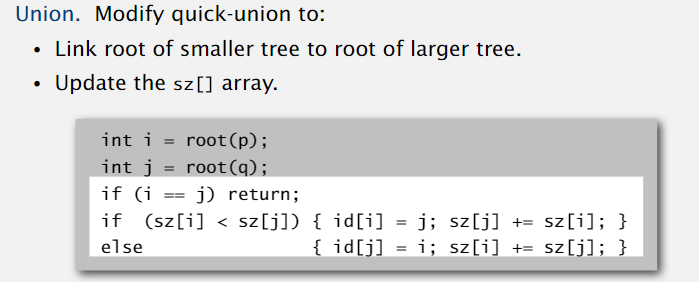 Union. Modify quick-union to:
• Link root of smaller tree to root of larger tree.
• Update the sz[] array.
int i = root(p);
int j = root(q);
if (i == j) return;
if (sz[i] < sz[j]) { id[i] = j; sz[j] += sz[i]; }
else { id[j] = i; sz[i] += sz[j]; }